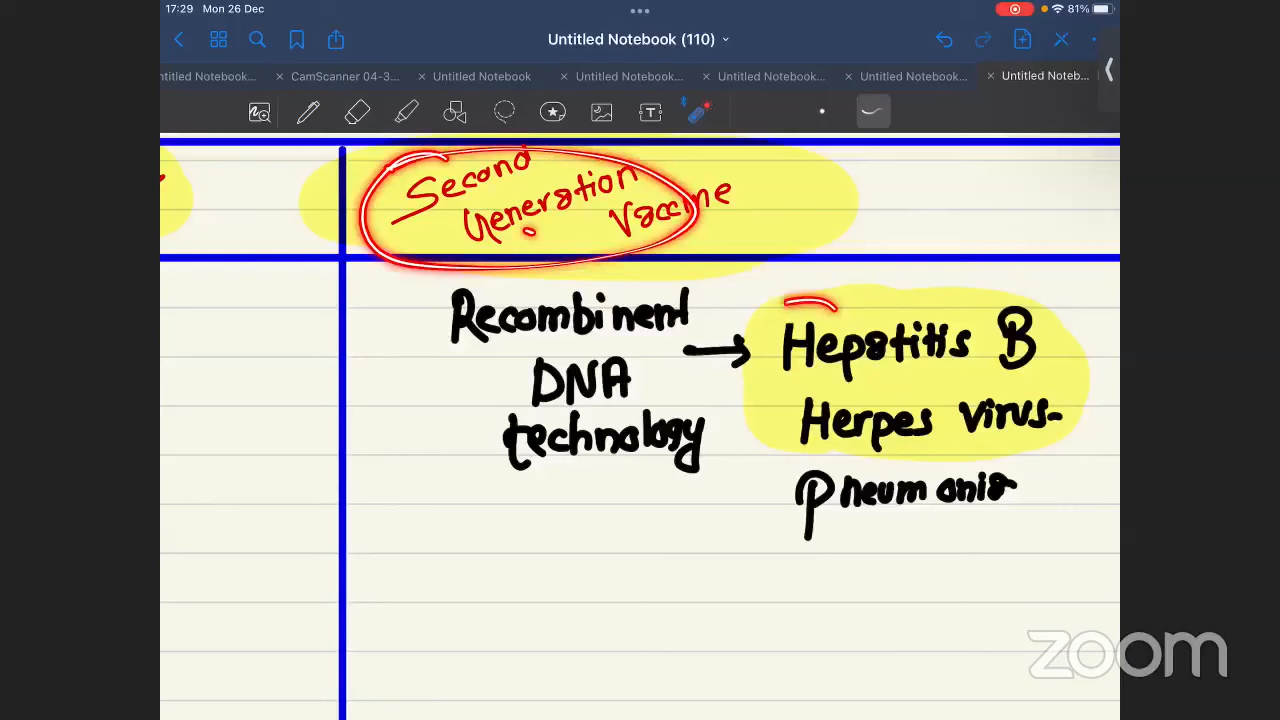 17:29 Mon 26 Dec
81%
Untitled Notebook (110)
ntitled Notebook...
CamScanner 04-3...
Untitled Notebook
Untitled Notebook...
Untitled Notebook...
Untitled Notebook...
Untitled Noteb...
Second
Generation Vaccine
Recombinent
DNA
technology
→ Hepatitis B
Herpes virus-
Pneumonia
zoom